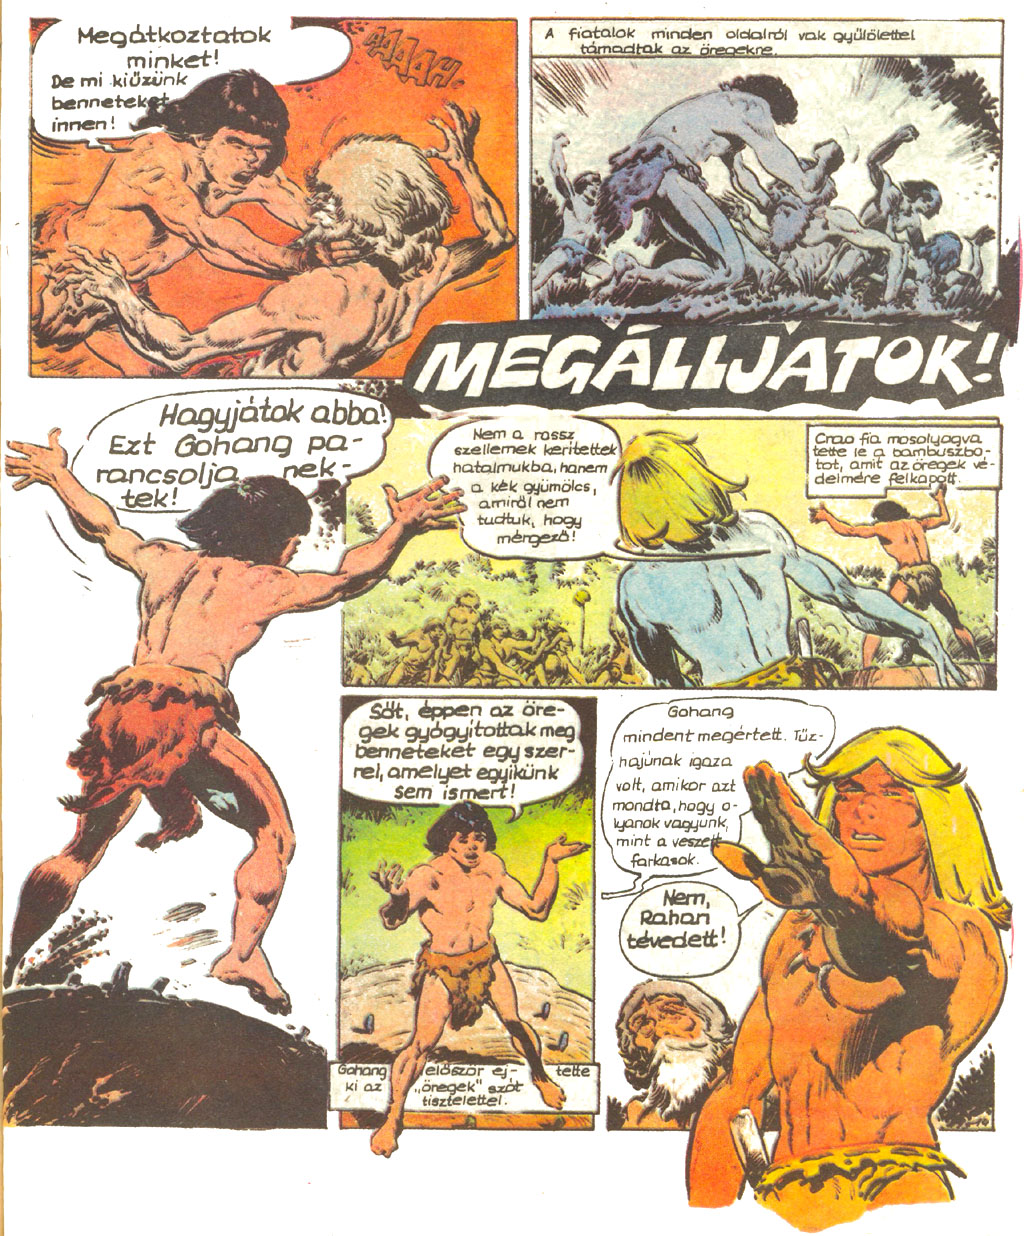 Megátkoztatok
minket!
De mi kiűzünk
benneteket
innen!
AAAAH.
A fiatalok minden oldalról vak gyűlölettel
támadtak az öregekre.
MEGÁLLJATOK!
Hagyjátok abba!
Ezt Gohang pa-
rancsolja nek-
tek!
Nem a rossz
szellemek kerítettek
hatalmukba, hanem
a kék gyümölcs,
amiről nem
tudtuk, hogy
mérgező!
Crao fia mosolyogva
tette le a bambuszbo-
tot, amit az öregek vé-
delmére felkapott.
Sőt, éppen az öre-
gek gyógyították meg
benneteket egy szer-
rel, amelyet egyikünk
sem ismert!
Gohang először ej- tette
ki az „öregek" szót
tisztelettel.
Gohang
mindent megértett. Tűz-
hajúnak igaza
volt, amikor azt
mondta, hogy o-
lyanok vagyunk,
mint a veszett
farkasok.
Nem,
Rahan
tévedett!